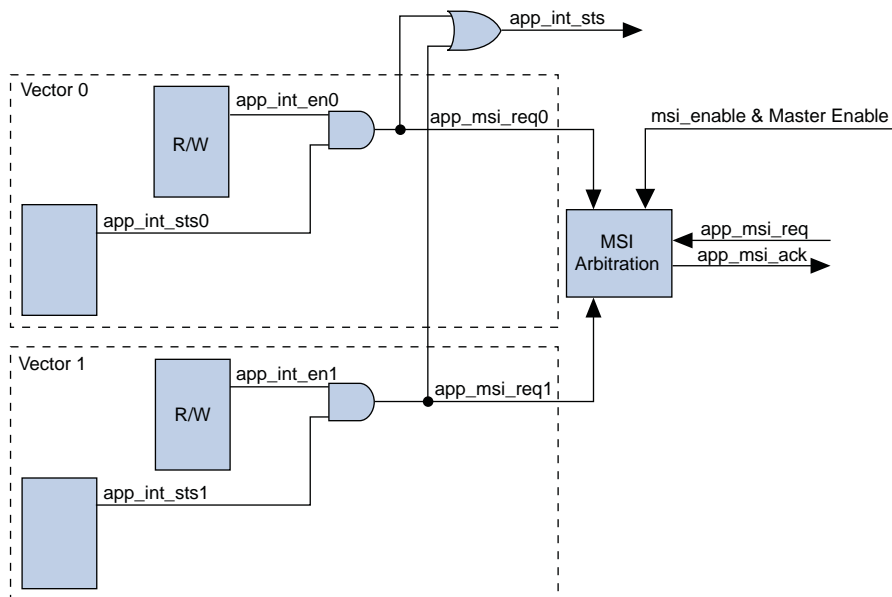 app_int_sts
Vector 0
app_int_en0
R/W
app_msi_req0
msi_enable & Master Enable
app_int_sts0
MSI
Arbitration
app_msi_req
app_msi_ack
Vector 1
app_int_en1
R/W
app_msi_req1
app_int_sts1